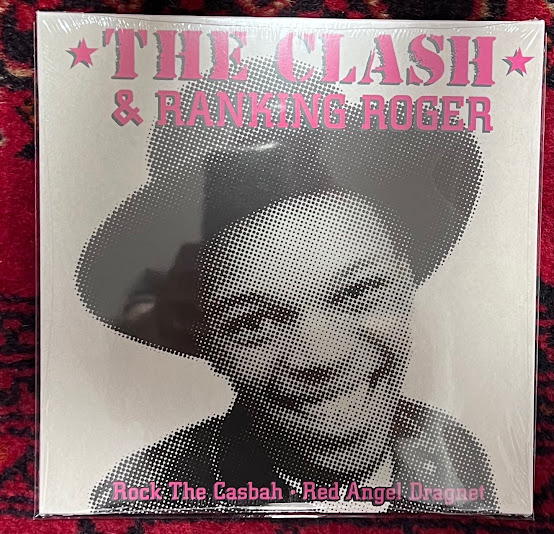 ★ THE CLASH ★
& RANKING ROGER
Rock The Casbah · Red Angel Dragnet